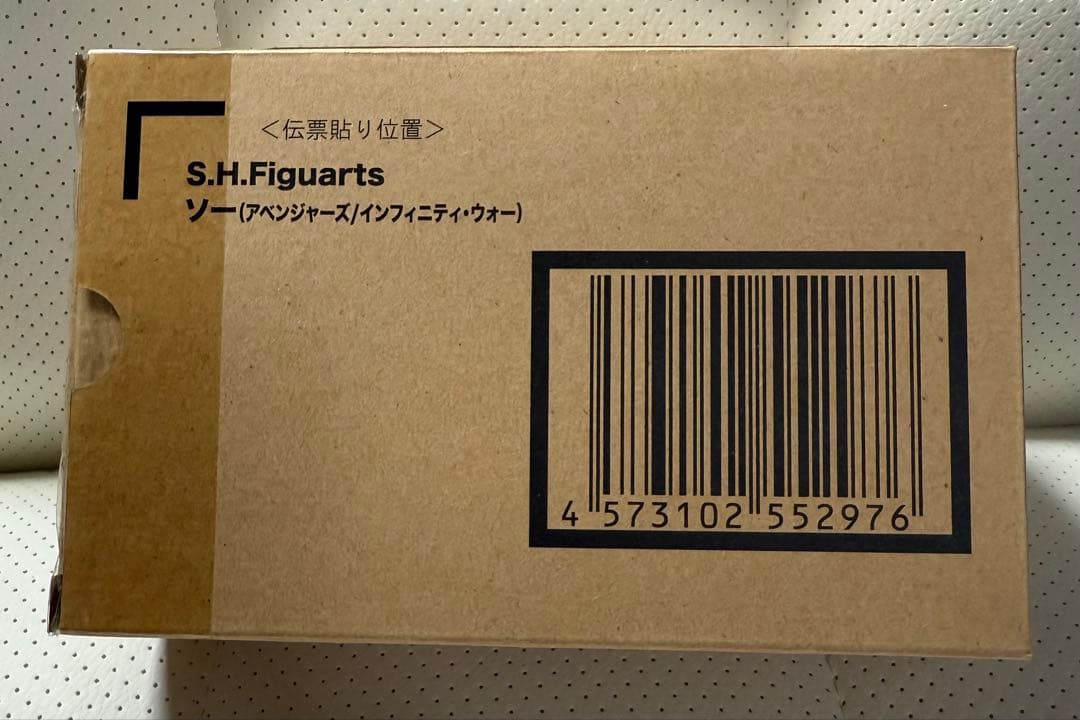 ＜伝票貼り位置＞
S.H.Figuarts
ソー(アベンジャーズ/インフィニティ・ウォー)
4 573102 552976